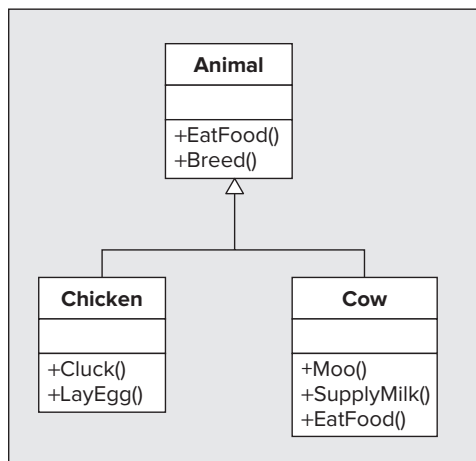 Animal
+EatFood()
+Breed()
Chicken
+Cluck()
+LayEgg()
Cow
+Moo()
+SupplyMilk()
+EatFood()